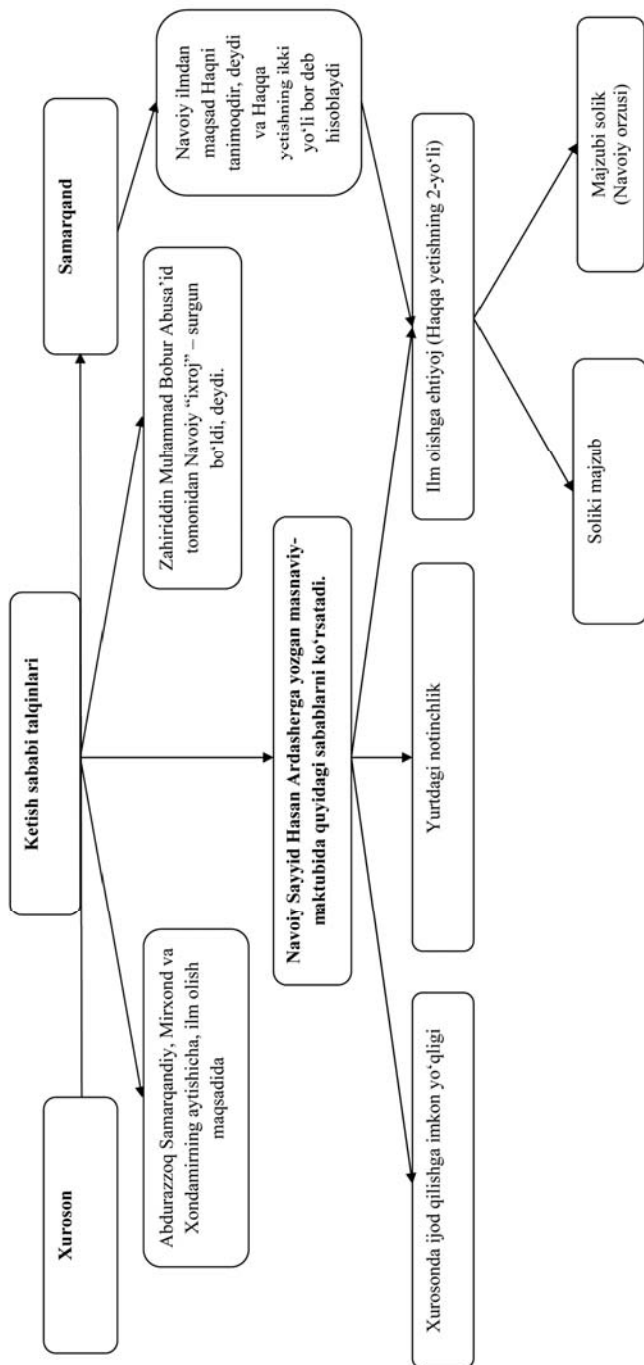 Xuroson
Ketish sababi talqinlari
Samarqand
Abdurazzoq Samarqandiy, Mirxond va
Xondamirning aytishicha, ilm olish
maqsadida
Zahiriddin Muhammad Bobur Abusa’id
tomonidan Navoiy “ixroj” – surgun
bo‘ldi, deydi.
Navoiy ilmdan
maqsad Haqni
tanimoqdir, deydi
va Haqqa
yetishning ikki
yo‘li bor deb
hisoblaydi
Navoiy Sayyid Hasan Ardasherga yozgan masnaviy-
maktubida quyidagi sabablarni ko‘rsatadi.
Xurosonda ijod qilishga imkon yo‘qligi
Yurtdagi notinchlik
Ilm olishga ehtiyoj (Haqqa yetishning 2-yo‘li)
Soliki majzub
Majzubi solik
(Navoiy orzusi)